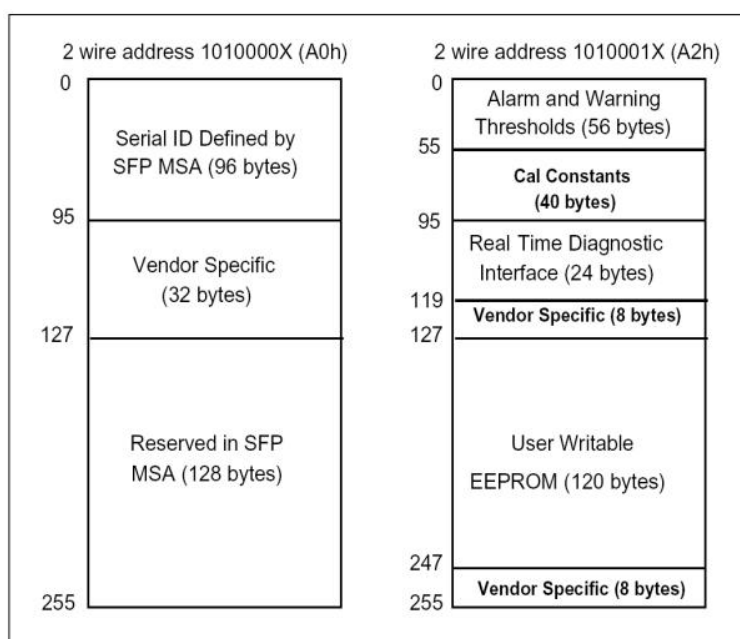 2 wire address 1010000X (A0h)
0
Serial ID Defined by
SFP MSA (96 bytes)
95
Vendor Specific
(32 bytes)
127
Reserved in SFP
MSA (128 bytes)
255
2 wire address 1010001X (A2h)
0
Alarm and Warning
Thresholds (56 bytes)
55
Cal Constants
(40 bytes)
95
Real Time Diagnostic
Interface (24 bytes)
119
Vendor Specific (8 bytes)
127
User Writable
EEPROM (120 bytes)
247
Vendor Specific (8 bytes)
255